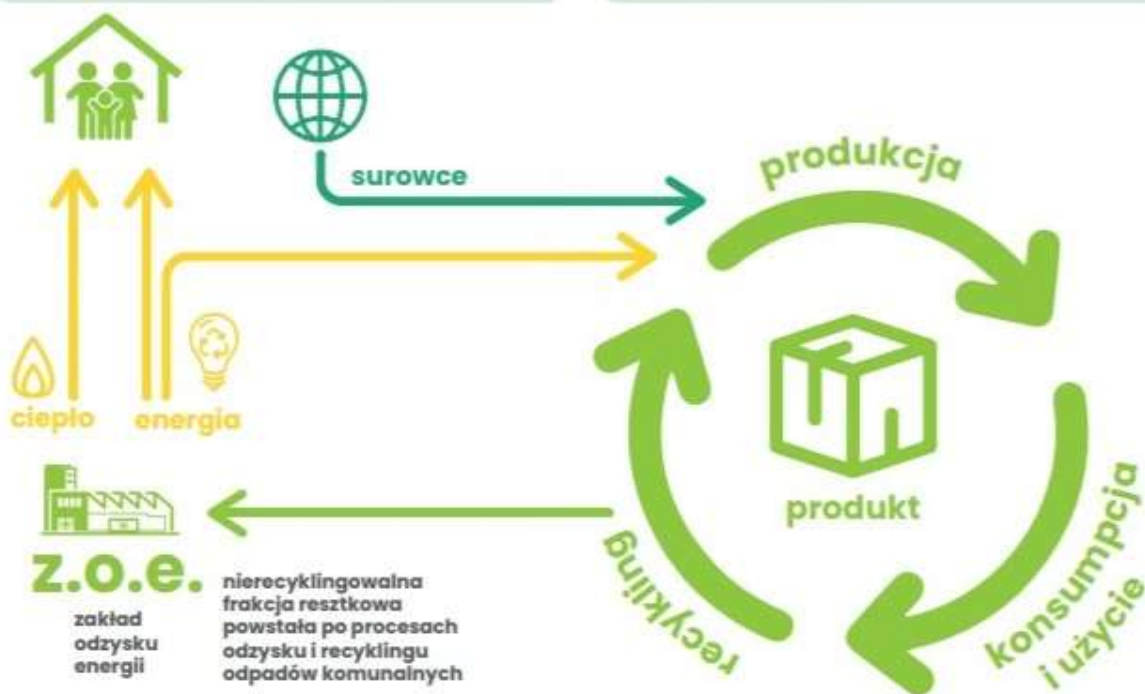 surowce
produkcja
ciepło
energia
produkt
konsumpcja
i użycie
recykling
z.o.e.
zakład
odzysku
energii
nierecyklingowalna
frakcja resztkowa
powstała po procesach
odzysku i recyklingu
odpadów komunalnych